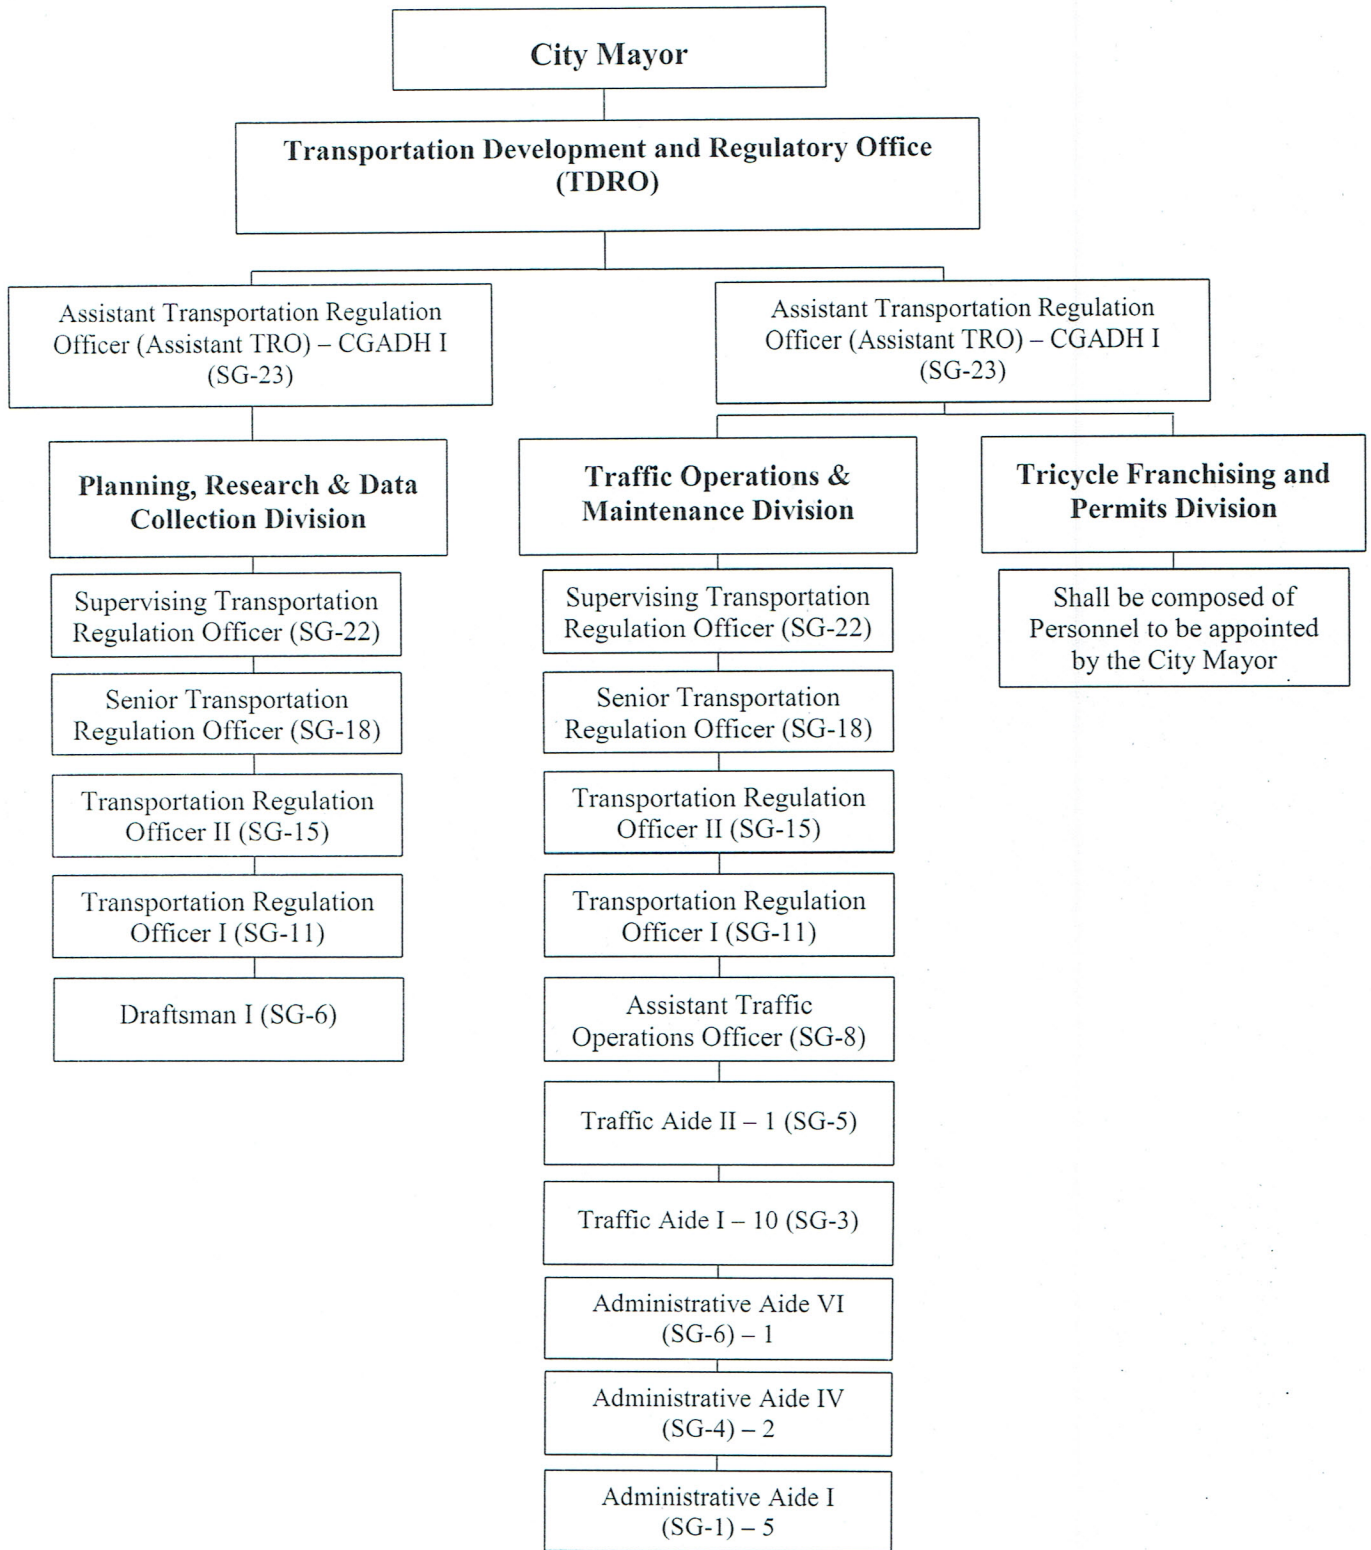 City Mayor
Transportation Development and Regulatory Office
(TDRO)
Assistant Transportation Regulation
Officer (Assistant TRO) – CGADH I
(SG-23)
Assistant Transportation Regulation
Officer (Assistant TRO) – CGADH I
(SG-23)
Planning, Research & Data
Collection Division
Supervising Transportation
Regulation Officer (SG-22)
Senior Transportation
Regulation Officer (SG-18)
Transportation Regulation
Officer II (SG-15)
Transportation Regulation
Officer I (SG-11)
Draftsman I (SG-6)
Traffic Operations &
Maintenance Division
Supervising Transportation
Regulation Officer (SG-22)
Senior Transportation
Regulation Officer (SG-18)
Transportation Regulation
Officer II (SG-15)
Transportation Regulation
Officer I (SG-11)
Assistant Traffic
Operations Officer (SG-8)
Traffic Aide II – 1 (SG-5)
Traffic Aide I – 10 (SG-3)
Administrative Aide VI
(SG-6) – 1
Administrative Aide IV
(SG-4) – 2
Administrative Aide I
(SG-1) – 5
Tricycle Franchising and
Permits Division
Shall be composed of
Personnel to be appointed
by the City Mayor